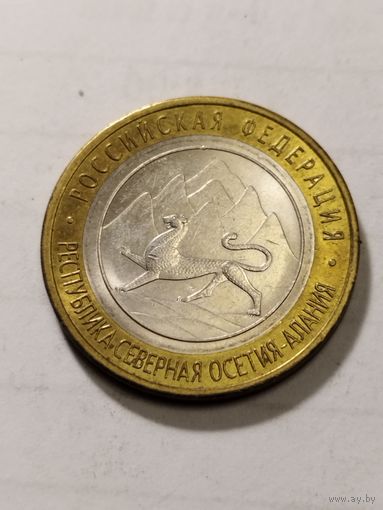 РОССИЙСКАЯ ФЕДЕРАЦИЯ
РЕСПУБЛИКА СЕВЕРНАЯ ОСЕТИЯ-АЛАНИЯ
www.ay.by